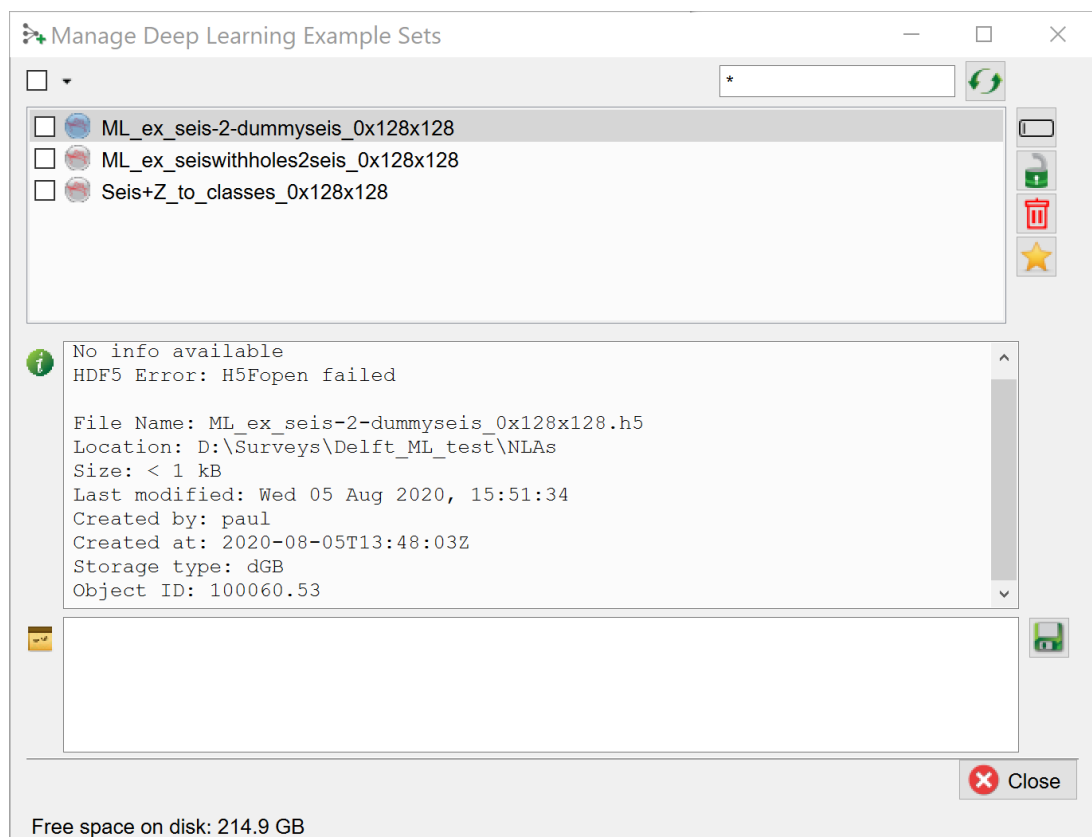 Manage Deep Learning Example Sets
*
ML_ex_seis-2-dummyseis_0x128x128
ML_ex_seiswithholes2seis_0x128x128
Seis+Z_to_classes_0x128x128
No info available
HDF5 Error: H5Fopen failed
File Name: ML_ex_seis-2-dummyseis_0x128x128.h5
Location: D:\Surveys\Delft_ML_test\NLAs
Size: < 1 kB
Last modified: Wed 05 Aug 2020, 15:51:34
Created by: paul
Created at: 2020-08-05T13:48:03Z
Storage type: dGB
Object ID: 100060.53
Close
Free space on disk: 214.9 GB